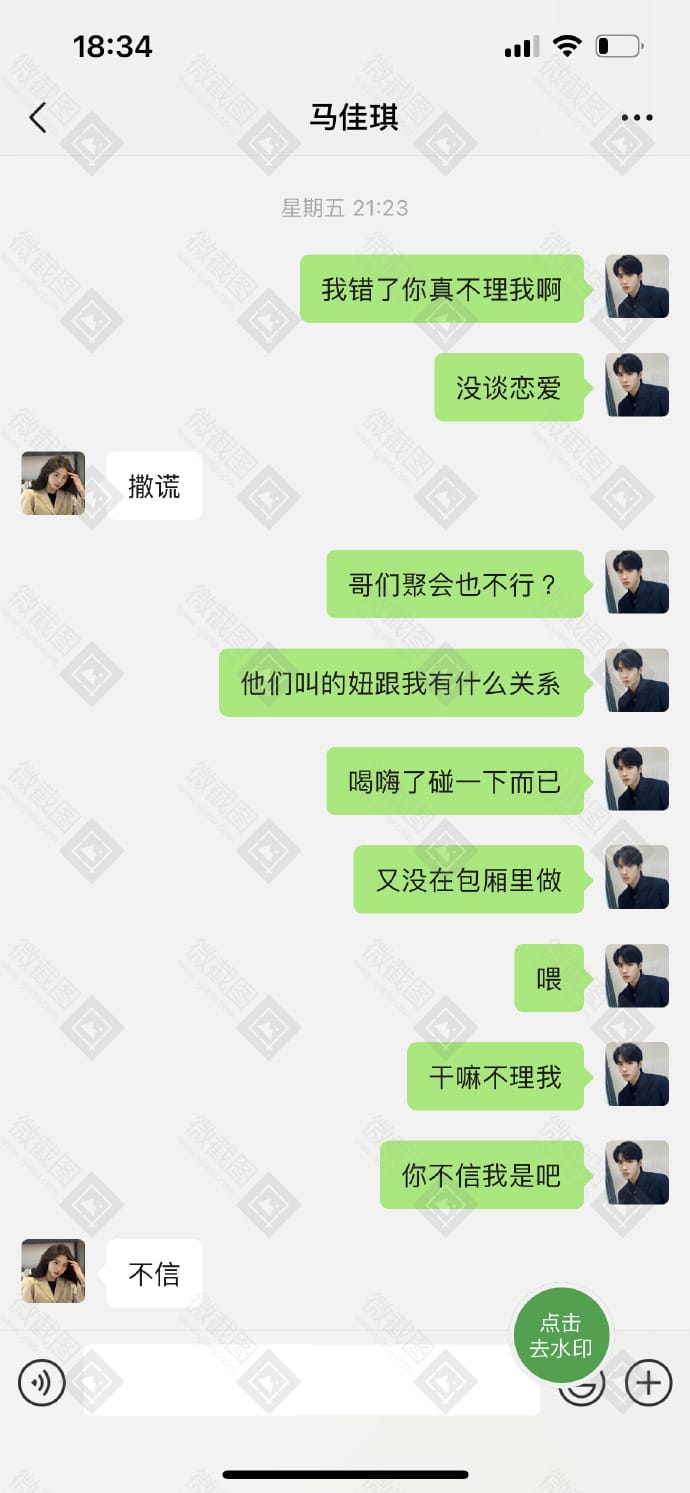 18:34
马佳琪
星期五 21:23
我错了你真不理我啊
没谈恋爱
撒谎
哥们聚会也不行？
他们叫的妞跟我有什么关系
喝嗨了碰一下而已
又没在包厢里做
喂
干嘛不理我
你不信我是吧
不信
点击
去水印
微截图